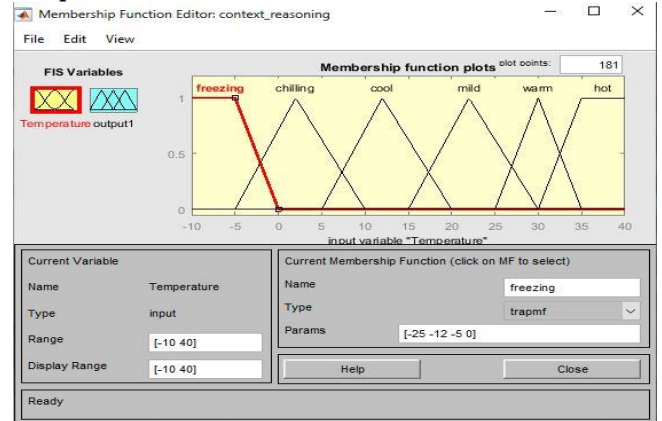 Membership Function Editor: context_reasoning
File Edit View
FIS Variables
Temperature output1
Membership function plots plot points: 181
freezing chilling cool mild warm hot
1
0.5
0
-10 -5 0 5 10 15 20 25 30 35 40
input variable "Temperature"
Current Variable
Name Temperature
Type input
Range [-10 40]
Display Range [-10 40]
Current Membership Function (click on MF to select)
Name freezing
Type trapmf
Params [-25 -12 -5 0]
Help Close
Ready